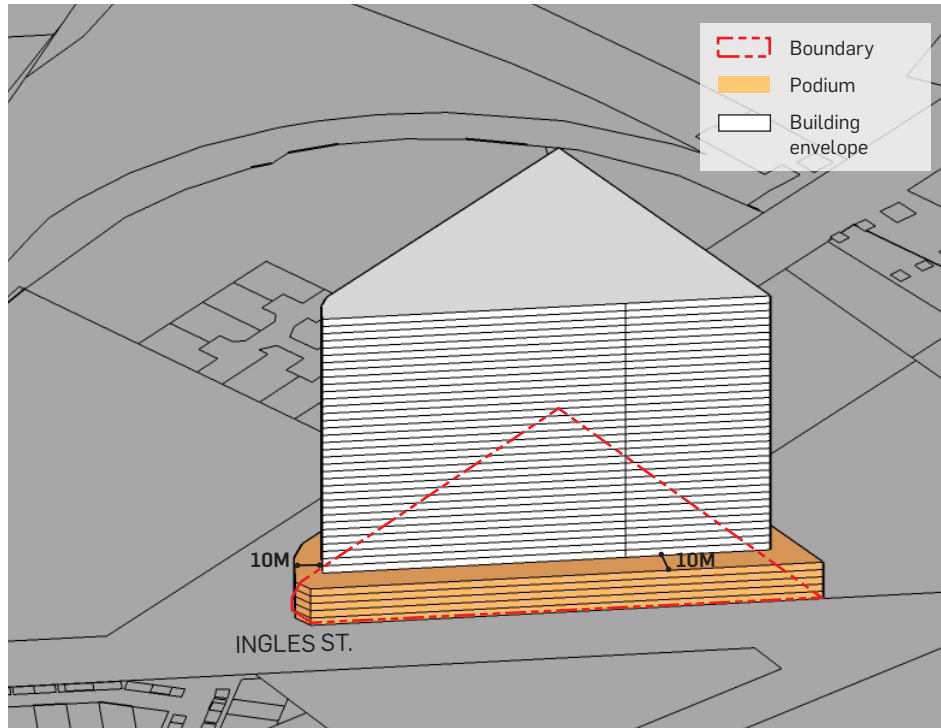 Boundary
Podium
Building
envelope
10M
10M
INGLES ST.